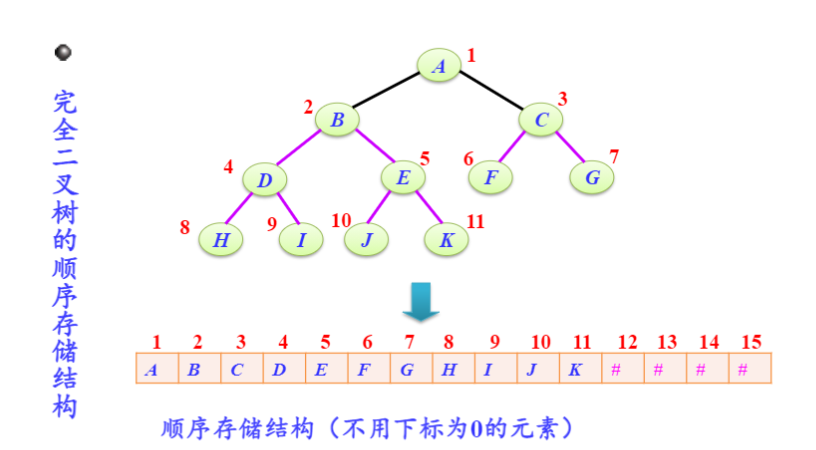 完全二叉树的顺序存储结构
A 1
2 B C 3
4 D E 5 6 F G 7
8 H 9 I 10 J K 11
1 2 3 4 5 6 7 8 9 10 11 12 13 14 15
A B C D E F G H I J K # # # #
顺序存储结构（不用下标为0的元素）